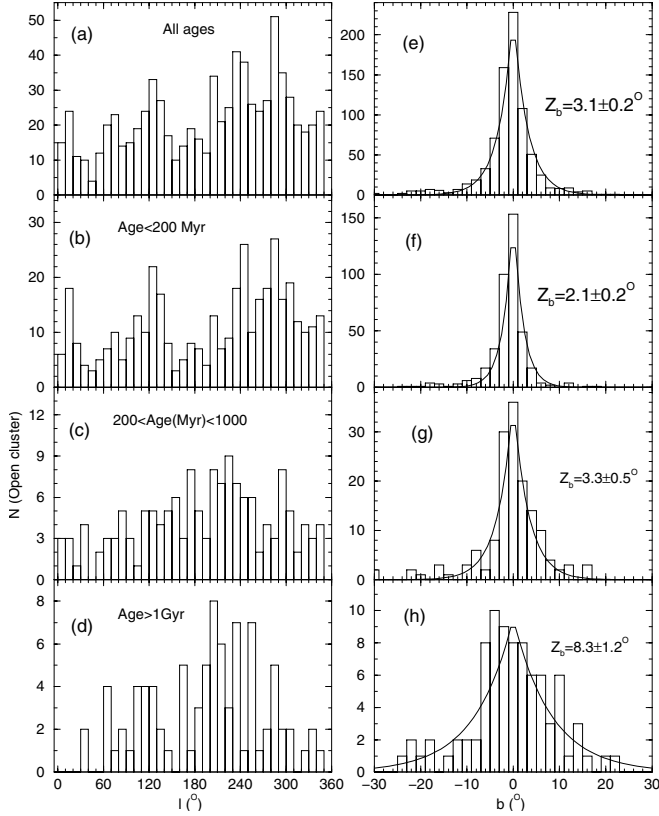 (a) All ages
50
40
30
20
10
0
(b) Age<200 Myr
30
20
10
0
N (Open cluster)
(c) 200<Age(Myr)<1000
12
9
6
3
0
(d) Age>1Gyr
8
6
4
2
0
0 60 120 180 240 300 360
l (⁰)
(e)
Z_b=3.1±0.2^O
200
150
100
50
0
(f)
Z_b=2.1±0.2^O
150
100
50
0
(g)
Z_b=3.3±0.5^O
30
20
10
0
(h)
Z_b=8.3±1.2^O
10
8
6
4
2
0
−30 −20 −10 0 10 20 30
b (⁰)